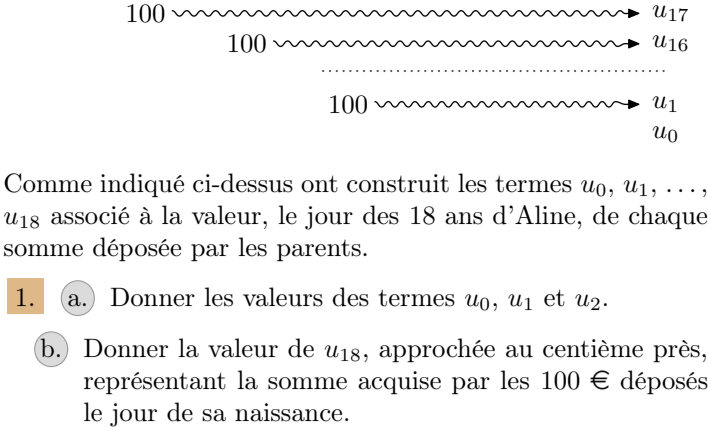 100 u₁₇
100 u₁₆
100 u₁
u₀
Comme indiqué ci-dessus ont construit les termes u₀, u₁, ...,
u₁₈ associé à la valeur, le jour des 18 ans d'Aline, de chaque
somme déposée par les parents.
1. a. Donner les valeurs des termes u₀, u₁ et u₂.
b. Donner la valeur de u₁₈, approchée au centième près,
représentant la somme acquise par les 100 € déposés
le jour de sa naissance.